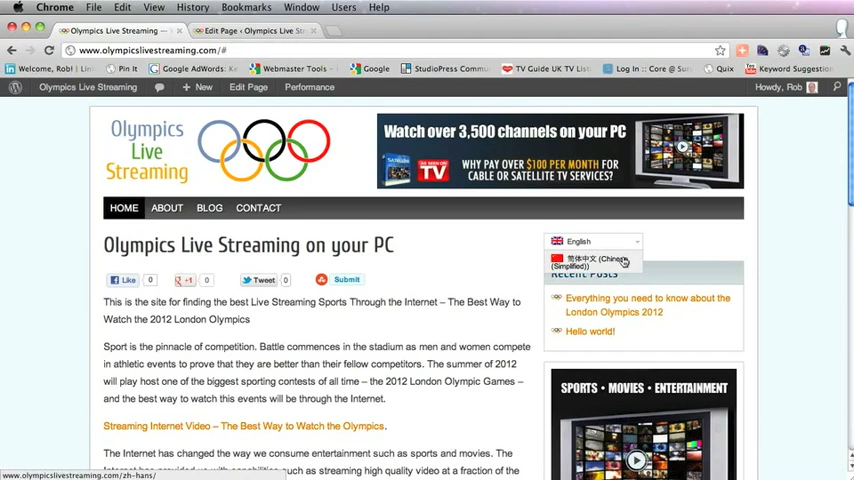 Chrome File Edit View History Bookmarks Window Users Help
Olympics Live Streaming —
Edit Page ‹ Olympics Live St
www.olympicslivestreaming.com/#
Welcome, Rob! | Lin
Pin It
Google AdWords: Ke
Webmaster Tools
Google
StudioPress Commu
TV Guide UK TV List
Log In :: Core @ Su
Quix
Keyword Suggestion
Olympics Live Streaming
+ New
Edit Page
Performance
Howdy, Rob
Olympics
Live
Streaming
Watch over 3,500 channels on your PC
AS SEEN ON
TV
WHY PAY OVER $100 PER MONTH FOR
CABLE OR SATELLITE TV SERVICES?
HOME ABOUT BLOG CONTACT
Olympics Live Streaming on your PC
Like 0
+1 0
Tweet 0
Submit
This is the site for finding the best Live Streaming Sports Through the Internet – The Best Way to
Watch the 2012 London Olympics
Sport is the pinnacle of competition. Battle commences in the stadium as men and women compete
in athletic events to prove that they are better than their fellow competitors. The summer of 2012
will play host one of the biggest sporting contests of all time – the 2012 London Olympic Games –
and the best way to watch this events will be through the Internet.
Streaming Internet Video – The Best Way to Watch the Olympics.
The Internet has changed the way we consume entertainment such as sports and movies. The
such as streaming high quality video at a fraction of the
English
简体中文 (Chinese
(Simplified))
Recent Posts
Everything you need to know about the
London Olympics 2012
Hello world!
SPORTS • MOVIES • ENTERTAINMENT
www.olympicslivestreaming.com/zh-hans/